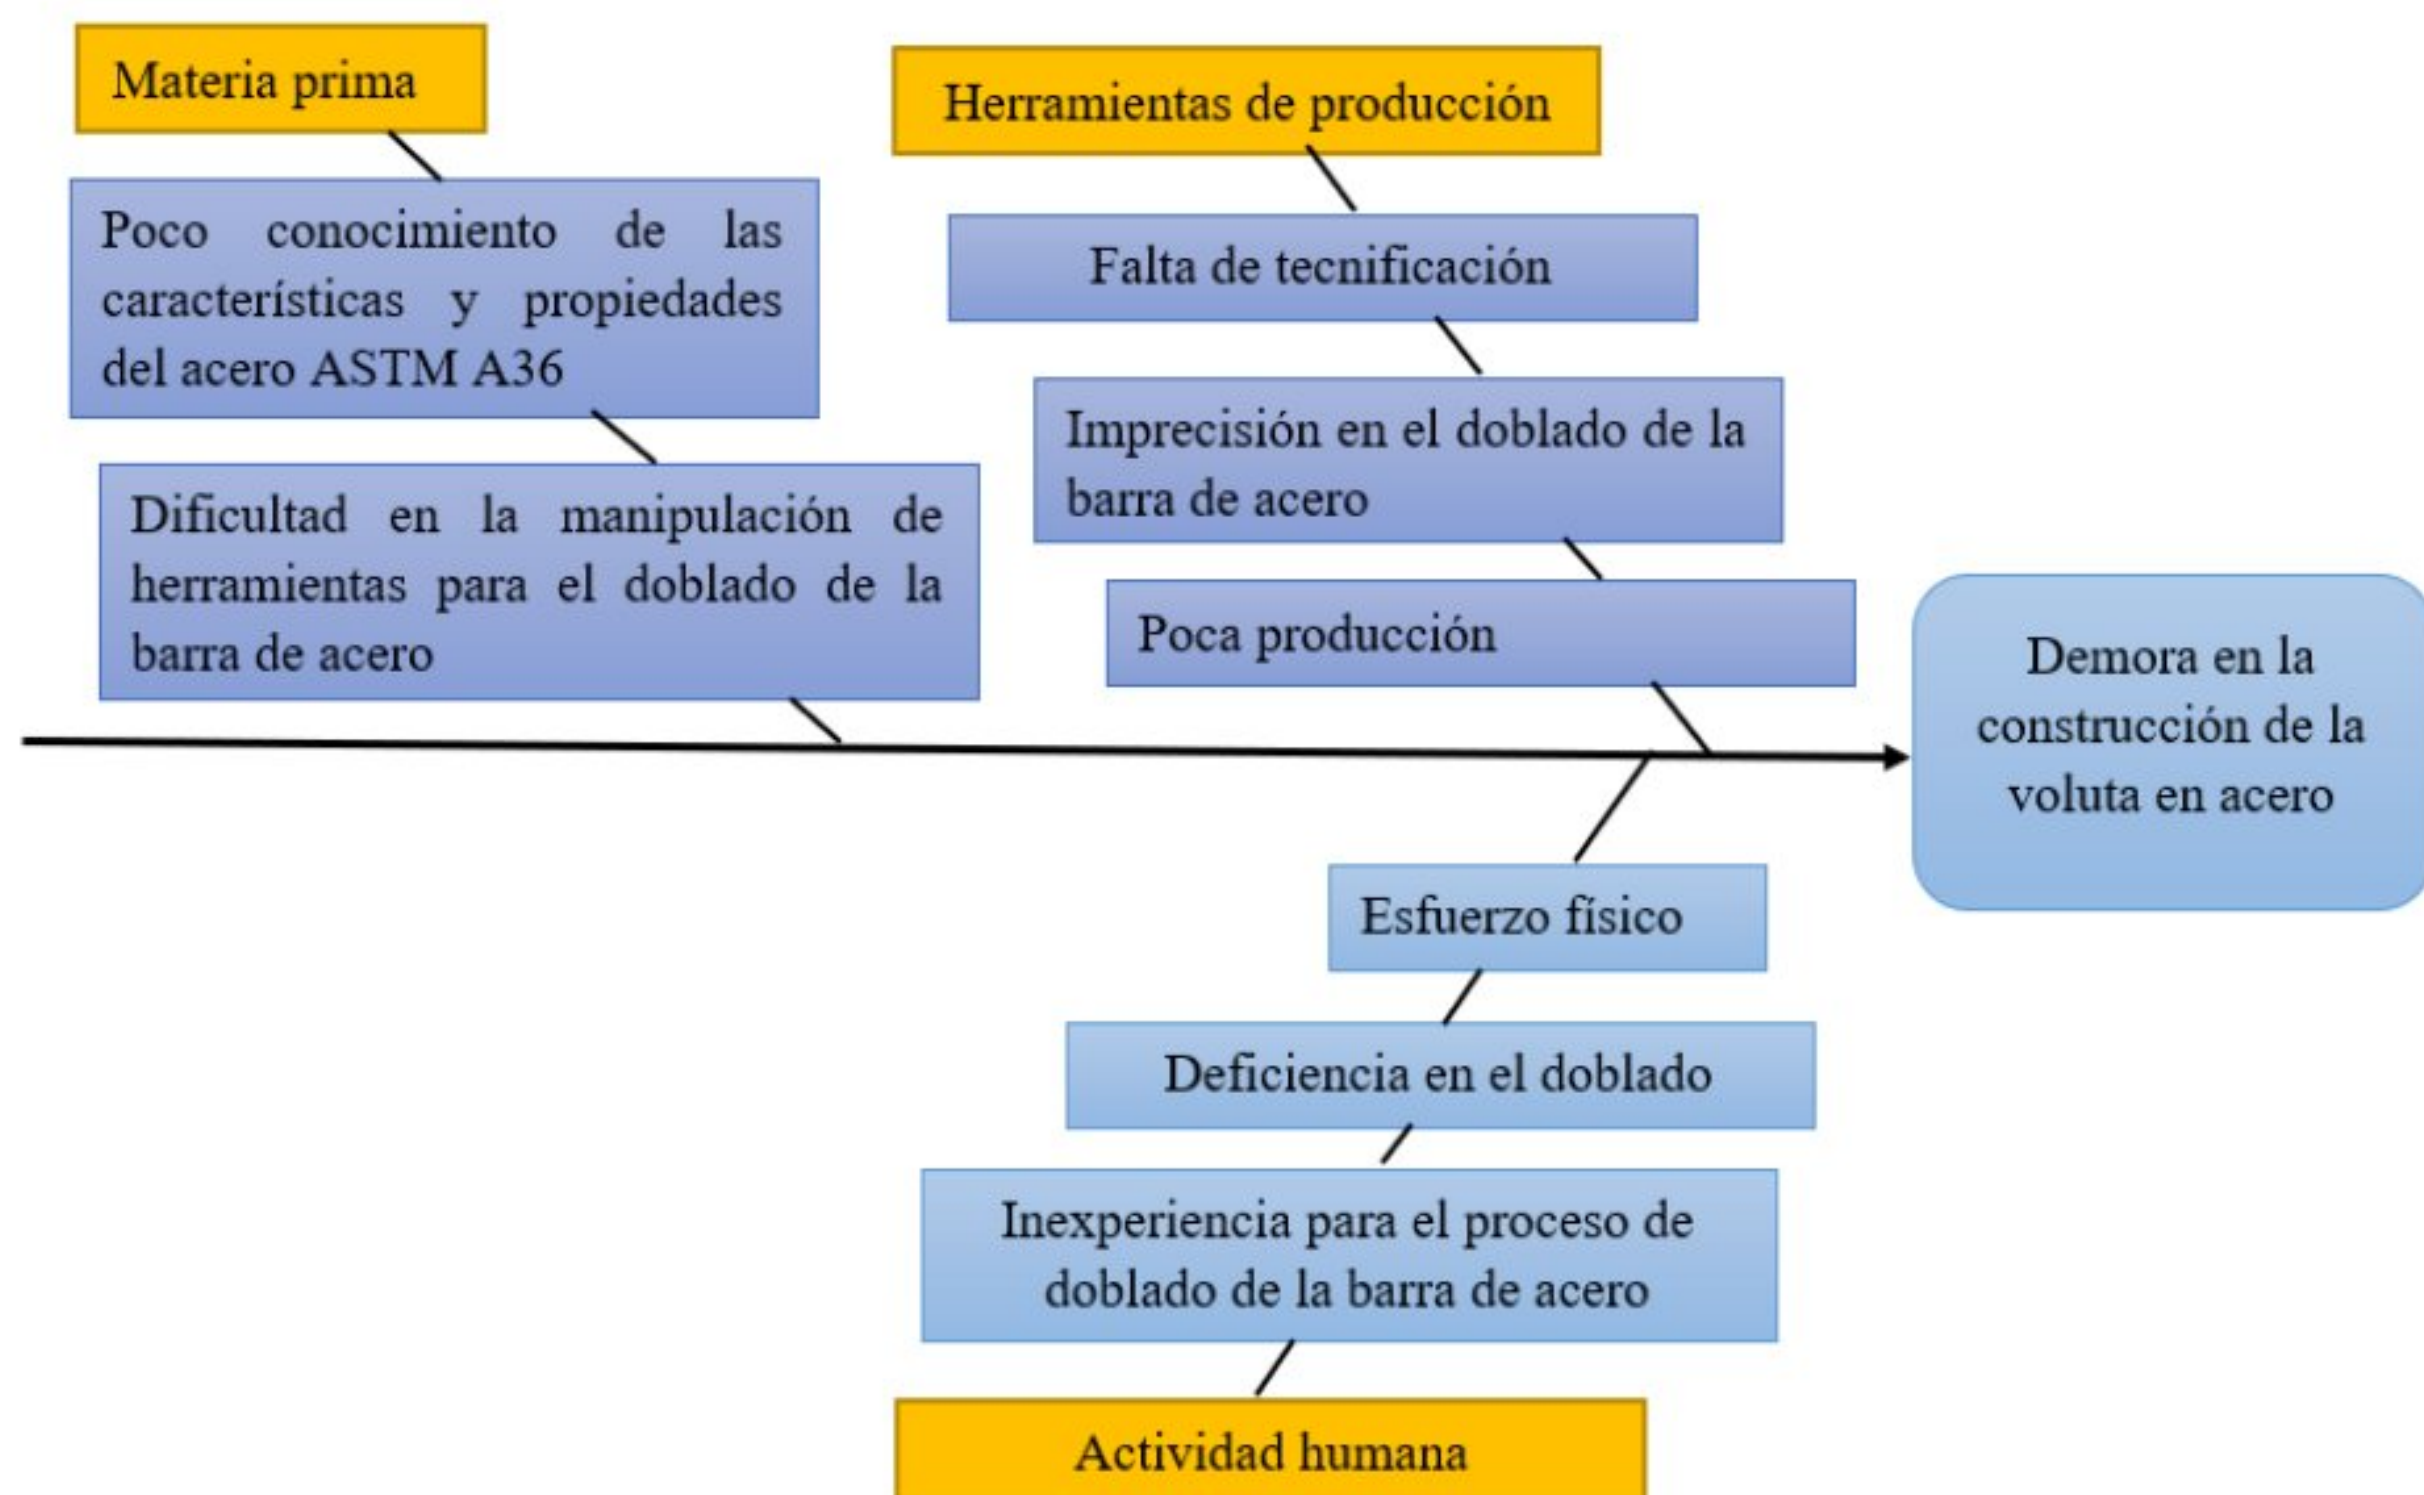 Materia prima
Poco conocimiento de las
características y propiedades
del acero ASTM A36
Dificultad en la manipulación de
herramientas para el doblado de la
barra de acero
Herramientas de producción
Falta de tecnificación
Imprecisión en el doblado de la
barra de acero
Poca producción
Demora en la
construcción de la
voluta en acero
Esfuerzo físico
Deficiencia en el doblado
Inexperiencia para el proceso de
doblado de la barra de acero
Actividad humana